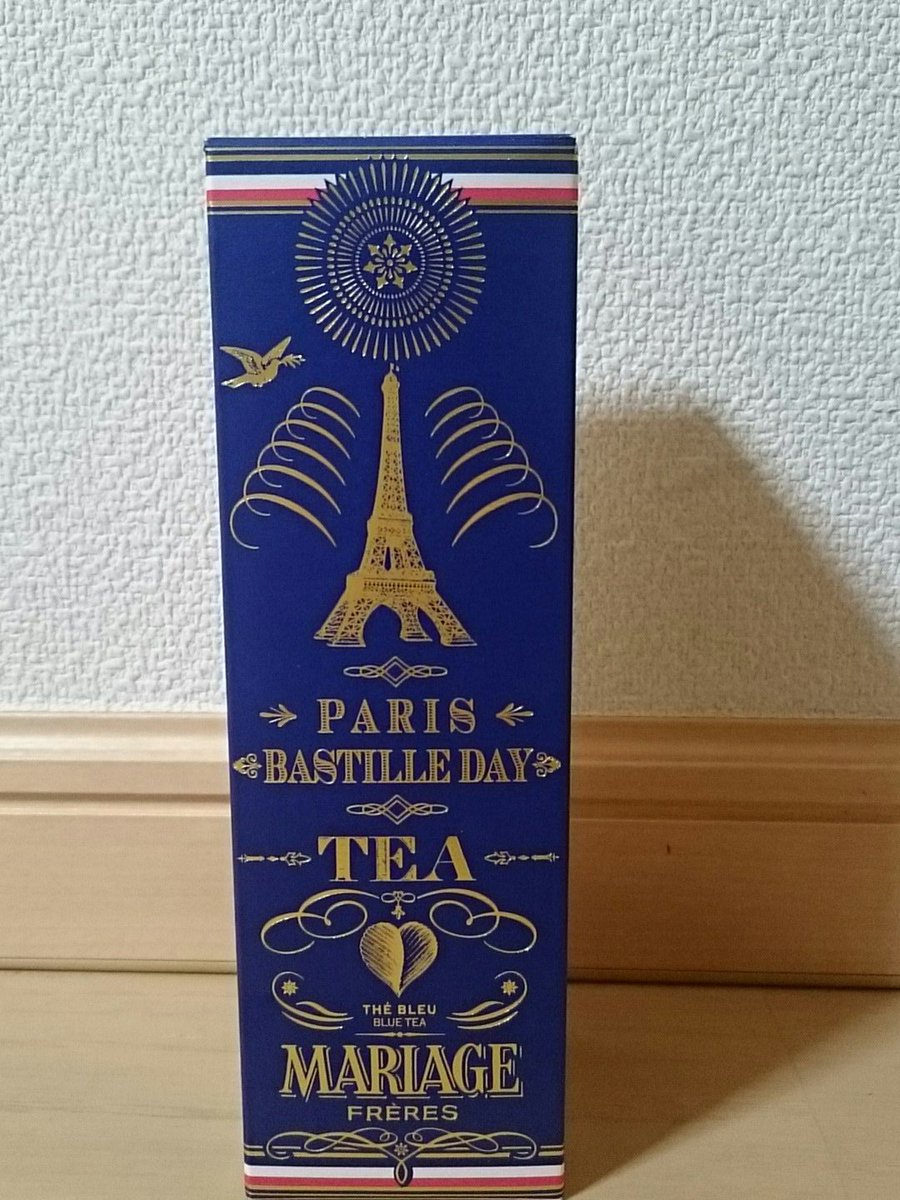 PARIS
BASTILLE DAY
TEA
THÉ BLEU
BLUE TEA
MARIAGE
FRÈRES